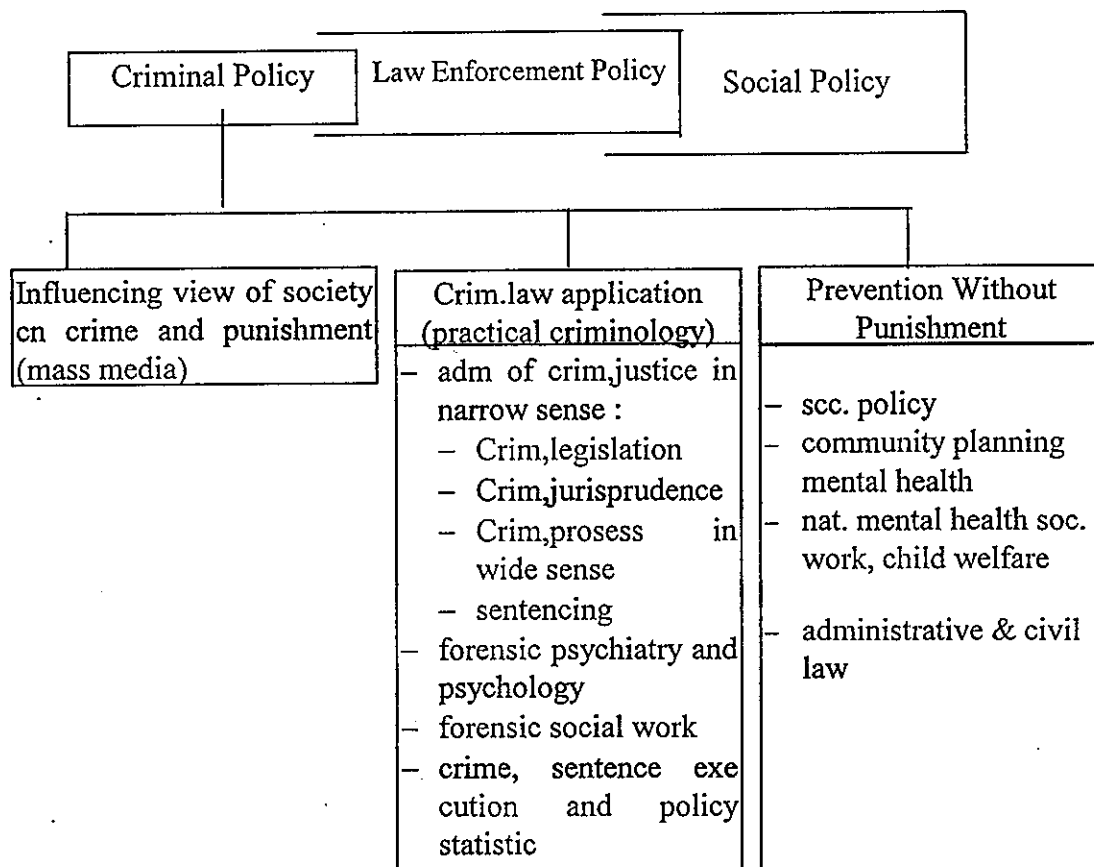 Criminal Policy
Law Enforcement Policy
Social Policy
Influencing view of society
cn crime and punishment
(mass media)
Crim.law application
(practical criminology)
– adm of crim,justice in
narrow sense :
– Crim,legislation
– Crim,jurisprudence
– Crim,prosess in
wide sense
– sentencing
– forensic psychiatry and
psychology
– forensic social work
– crime, sentence exe
cution and policy
statistic
Prevention Without
Punishment
– scc. policy
– community planning
mental health
– nat. mental health soc.
work, child welfare
– administrative & civil
law